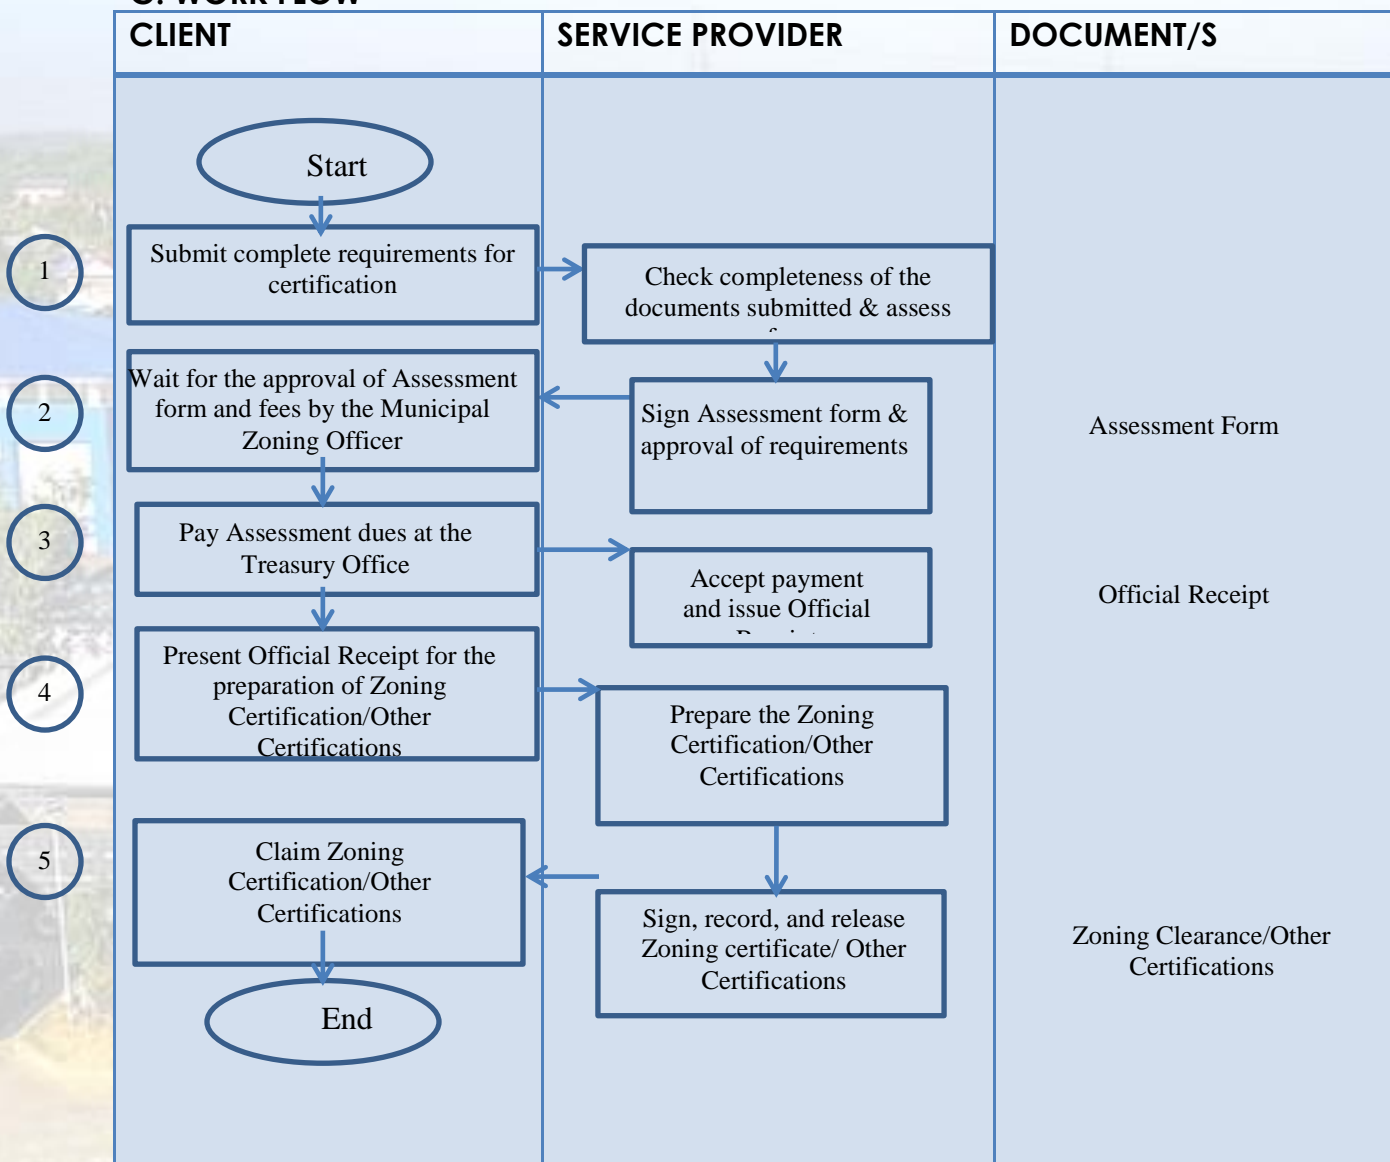 CLIENT
SERVICE PROVIDER
DOCUMENT/S
Start
1
Submit complete requirements for
certification
Check completeness of the
documents submitted & assess
2
Wait for the approval of Assessment
form and fees by the Municipal
Zoning Officer
Sign Assessment form &
approval of requirements
Assessment Form
3
Pay Assessment dues at the
Treasury Office
Accept payment
and issue Official
Official Receipt
4
Present Official Receipt for the
preparation of Zoning
Certification/Other
Certifications
Prepare the Zoning
Certification/Other
Certifications
5
Claim Zoning
Certification/Other
Certifications
Sign, record, and release
Zoning certificate/ Other
Certifications
Zoning Clearance/Other
Certifications
End